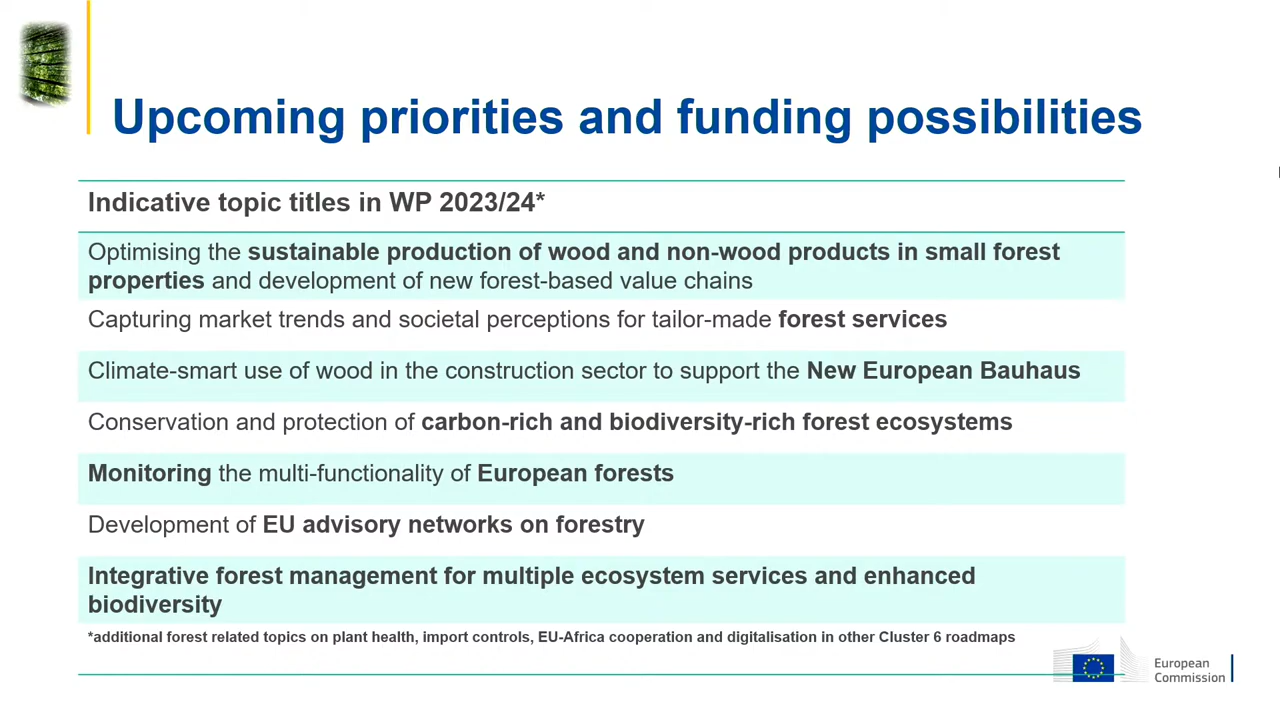 Upcoming priorities and funding possibilities
Indicative topic titles in WP 2023/24*
Optimising the sustainable production of wood and non-wood products in small forest
properties and development of new forest-based value chains
Capturing market trends and societal perceptions for tailor-made forest services
Climate-smart use of wood in the construction sector to support the New European Bauhaus
Conservation and protection of carbon-rich and biodiversity-rich forest ecosystems
Monitoring the multi-functionality of European forests
Development of EU advisory networks on forestry
Integrative forest management for multiple ecosystem services and enhanced
biodiversity
*additional forest related topics on plant health, import controls, EU-Africa cooperation and digitalisation in other Cluster 6 roadmaps
European
Commission